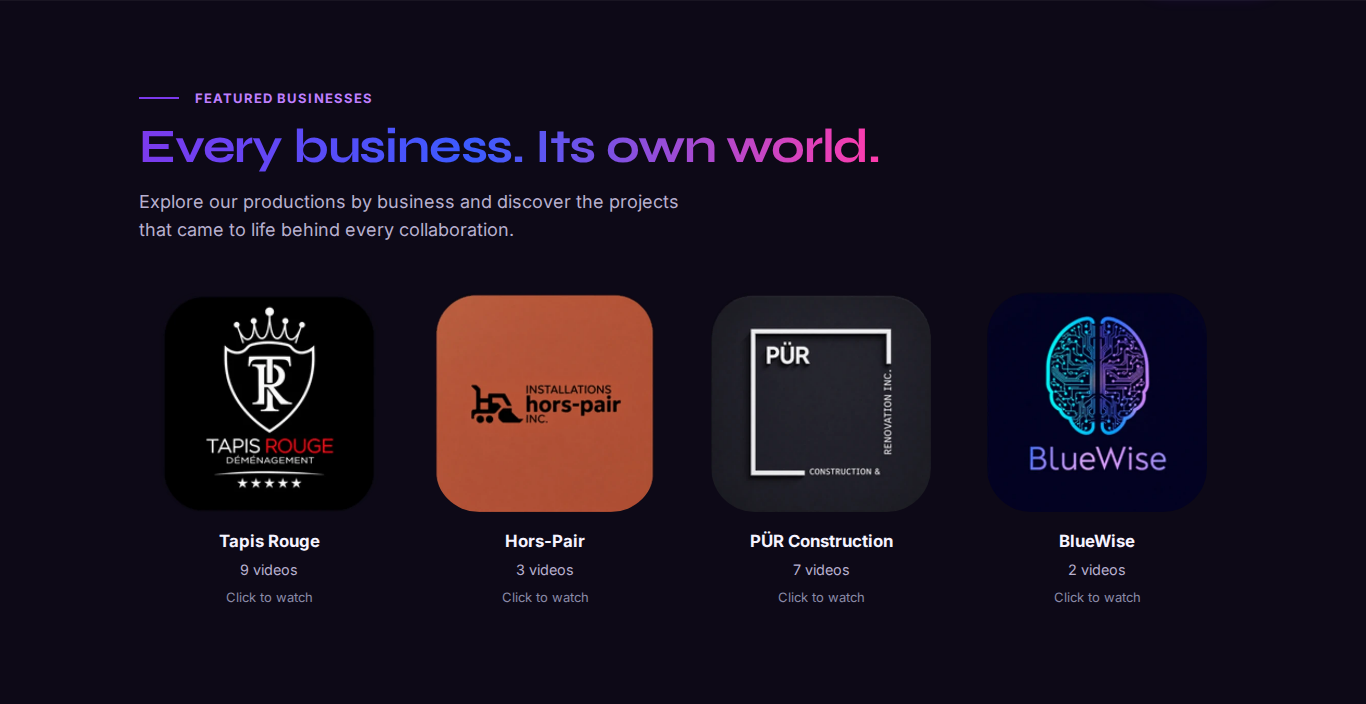 FEATURED BUSINESSES
Every business. Its own world.
Explore our productions by business and discover the projects
that came to life behind every collaboration.
TR
TAPIS ROUGE
DÉMÉNAGEMENT
INSTALLATIONS
hors-pair
INC.
PÜR
CONSTRUCTION &
RENOVATION INC.
BLueWise
Tapis Rouge
9 videos
Click to watch
Hors-Pair
3 videos
Click to watch
PÜR Construction
7 videos
Click to watch
BlueWise
2 videos
Click to watch